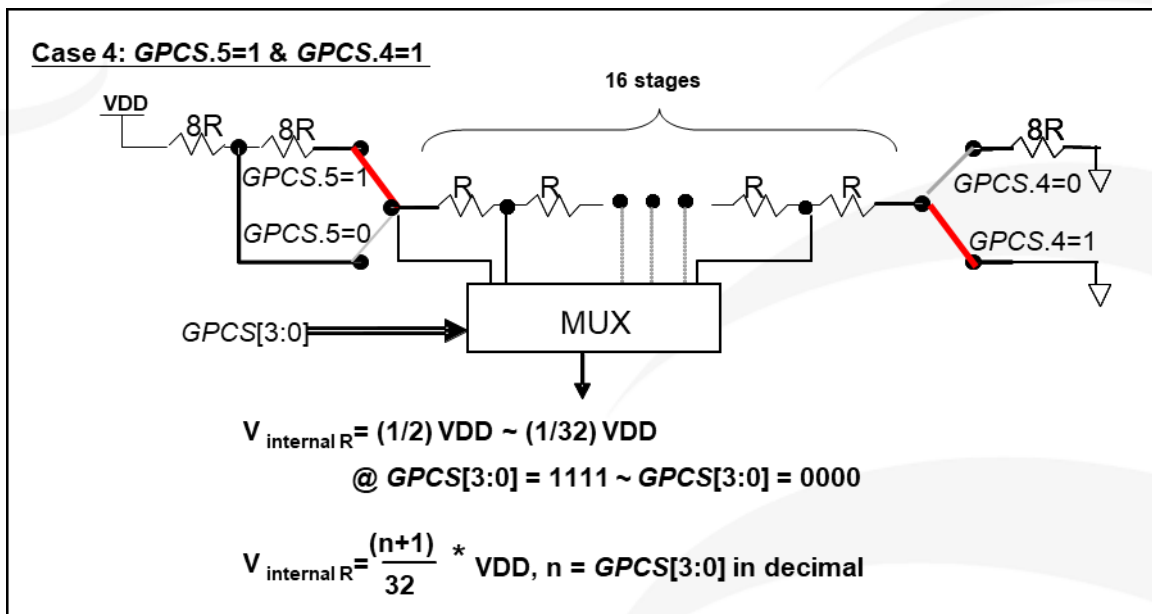 Case 4: GPCS.5=1 & GPCS.4=1
16 stages
VDD
8R
8R
8R
GPCS.5=1
R
R
R
R
GPCS.4=0
GPCS.5=0
GPCS.4=1
MUX
GPCS[3:0]
V internal R= (1/2) VDD ~ (1/32) VDD
@ GPCS[3:0] = 1111 ~ GPCS[3:0] = 0000
V internal R= (n+1)/32 * VDD, n = GPCS[3:0] in decimal